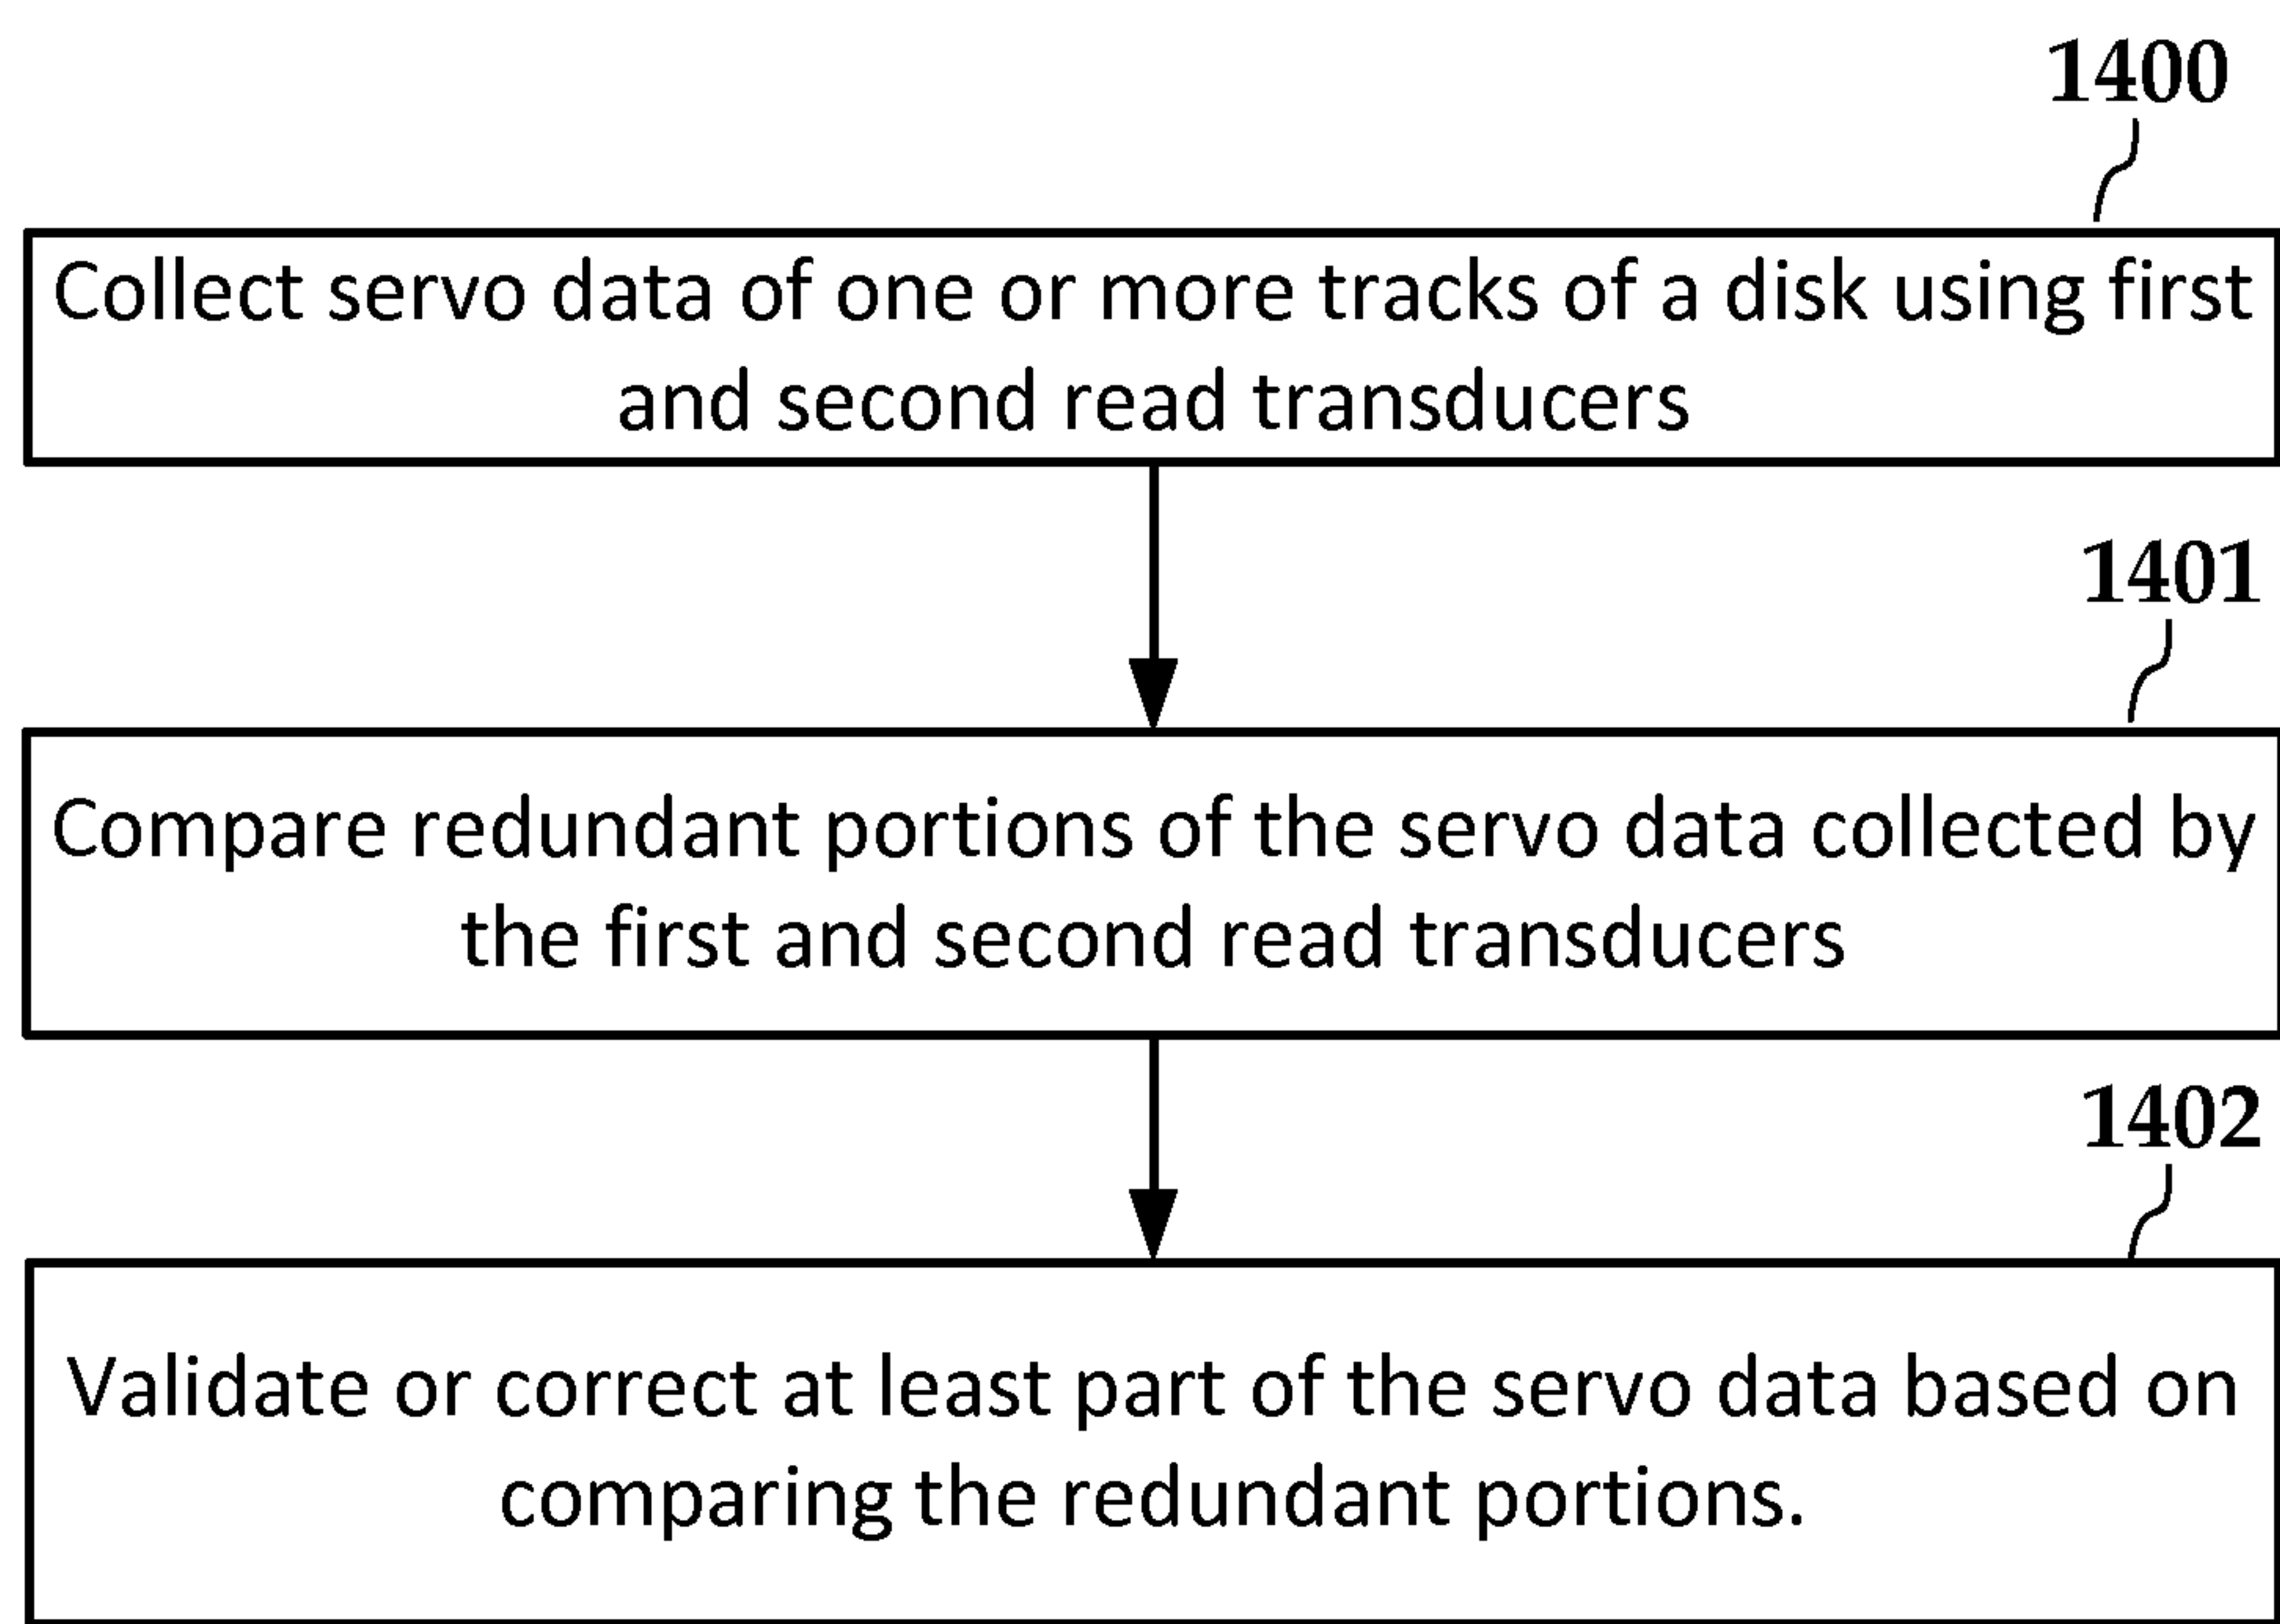 1400
Collect servo data of one or more tracks of a disk using first
and second read transducers
1401
Compare redundant portions of the servo data collected by
the first and second read transducers
1402
Validate or correct at least part of the servo data based on
comparing the redundant portions.